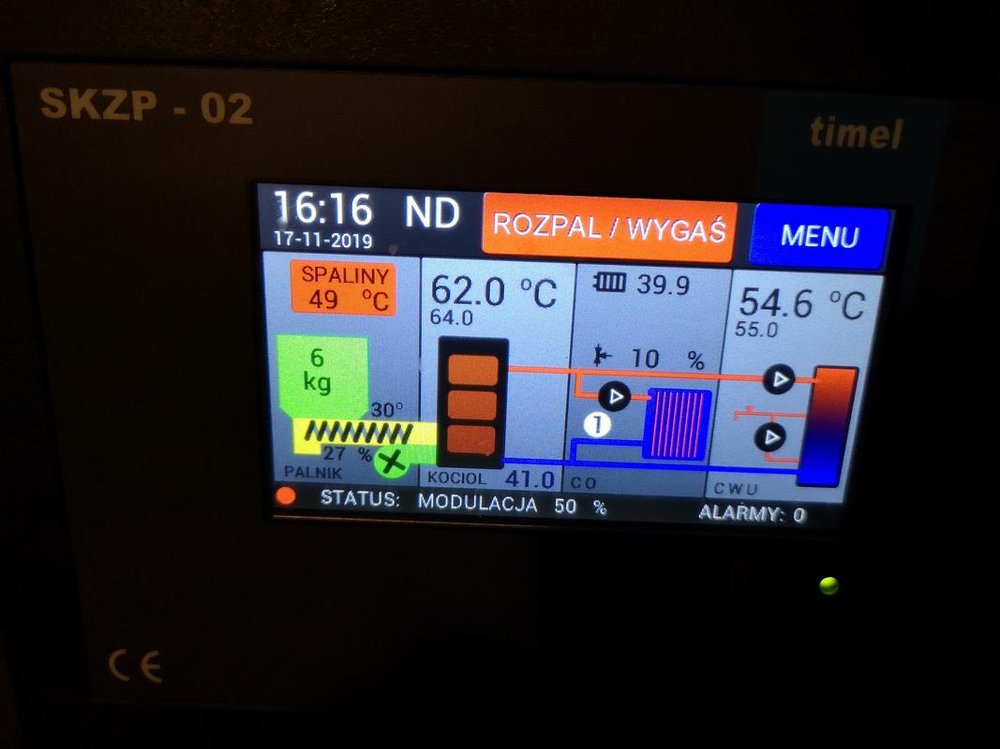 SKZP - 02
timel
16:16 ND
17-11-2019
ROZPAL / WYGAŚ
MENU
SPALINY
49 °C
62.0 °C
64.0
39.9
54.6 °C
55.0
6
kg
10 %
30°
1
27 %
PALNIK
KOCIOL 41.0
CO
CWU
STATUS: MODULACJA 50 %
ALARMY: 0
CE